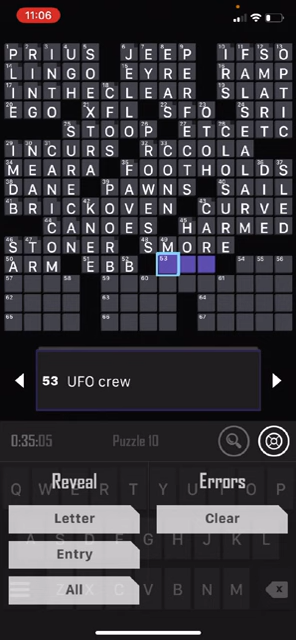 11:06
PRIUS JEEP IFSO
LINGO EYRE RAMP
INTHECLEAR SLAT
EGO XFL SFO SRI
STOOP ETCETC
INCURS RCCOLA
MEARA FOOTHOLDS
DANE PAWNS SAIL
BRICKOVEN CURVE
CANOES HARMED
STONER SMORE
ARM EBB
53 UFO crew
0:35:05 Puzzle 10
Reveal Errors
Letter Clear
Entry
All
Q W E R T Y U I O P
A S D F G H J K L
Z X C V B N M